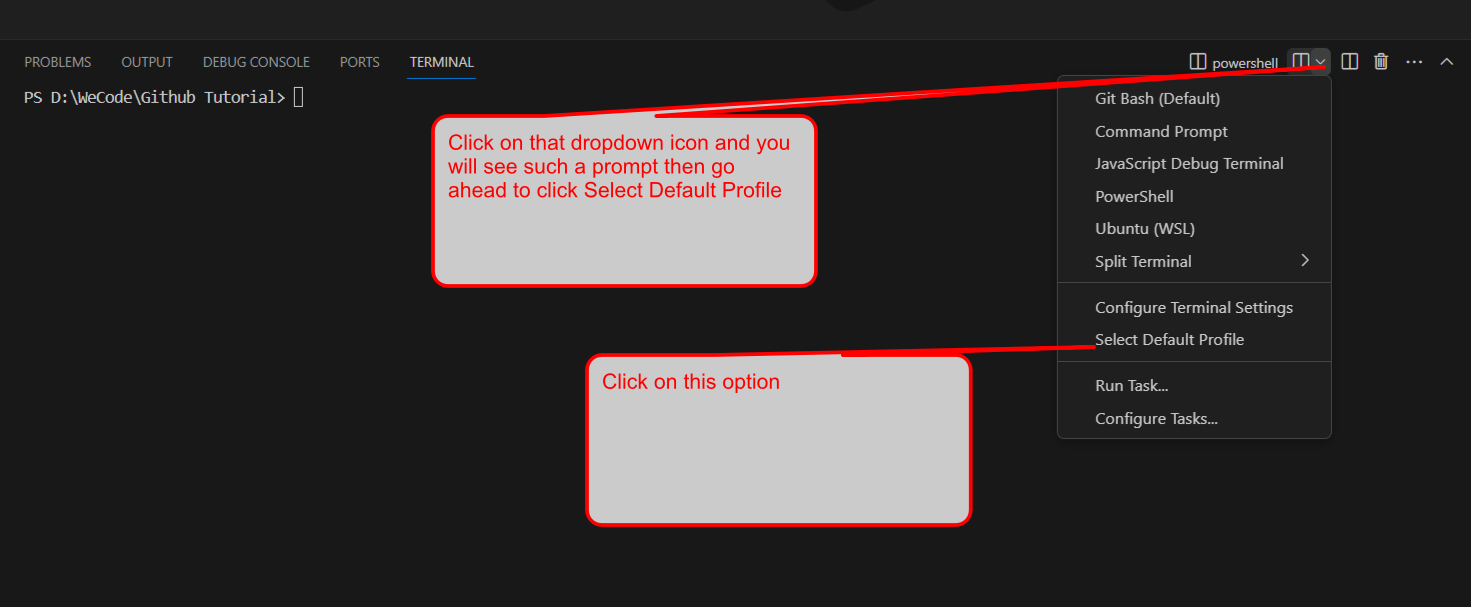 PROBLEMS OUTPUT DEBUG CONSOLE PORTS TERMINAL powershell
PS D:\WeCode\Github Tutorial>
Click on that dropdown icon and you
will see such a prompt then go
ahead to click Select Default Profile
Click on this option
Git Bash (Default)
Command Prompt
JavaScript Debug Terminal
PowerShell
Ubuntu (WSL)
Split Terminal
Configure Terminal Settings
Select Default Profile
Run Task...
Configure Tasks...